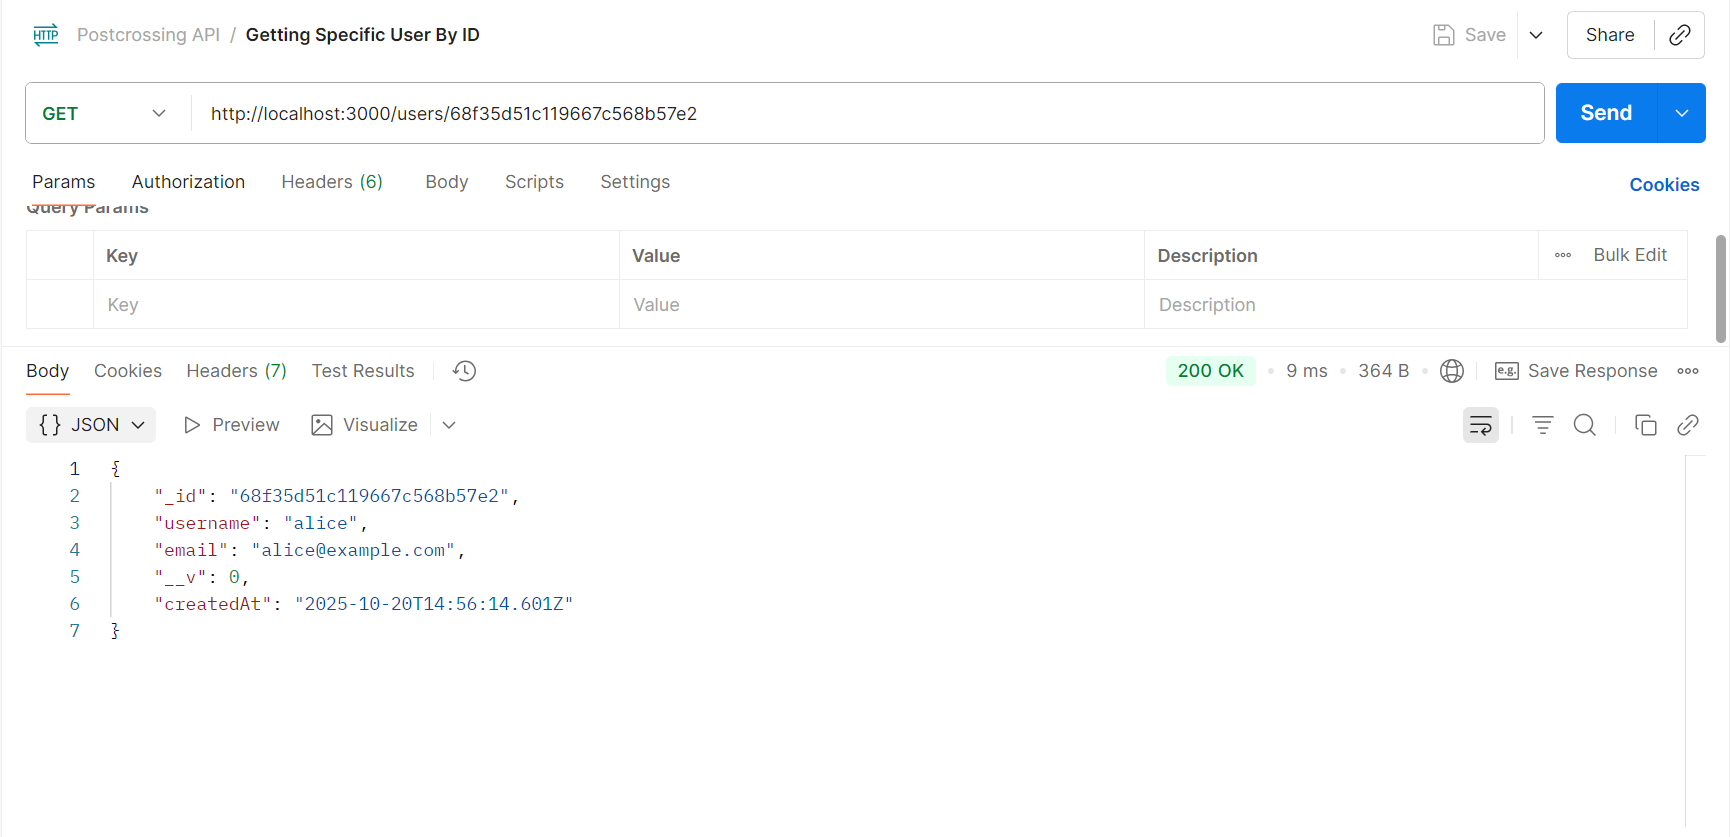 HTTP Postcrossing API / Getting Specific User By ID Save Share
GET http://localhost:3000/users/68f35d51c119667c568b57e2 Send
Params Authorization Headers (6) Body Scripts Settings Cookies
Query Params
Key Value Description Bulk Edit
Key Value Description
Body Cookies Headers (7) Test Results 200 OK • 9 ms • 364 B • e.g. Save Response
{} JSON Preview Visualize
1 {
2 "_id": "68f35d51c119667c568b57e2",
3 "username": "alice",
4 "email": "alice@example.com",
5 "__v": 0,
6 "createdAt": "2025-10-20T14:56:14.601Z"
7 }